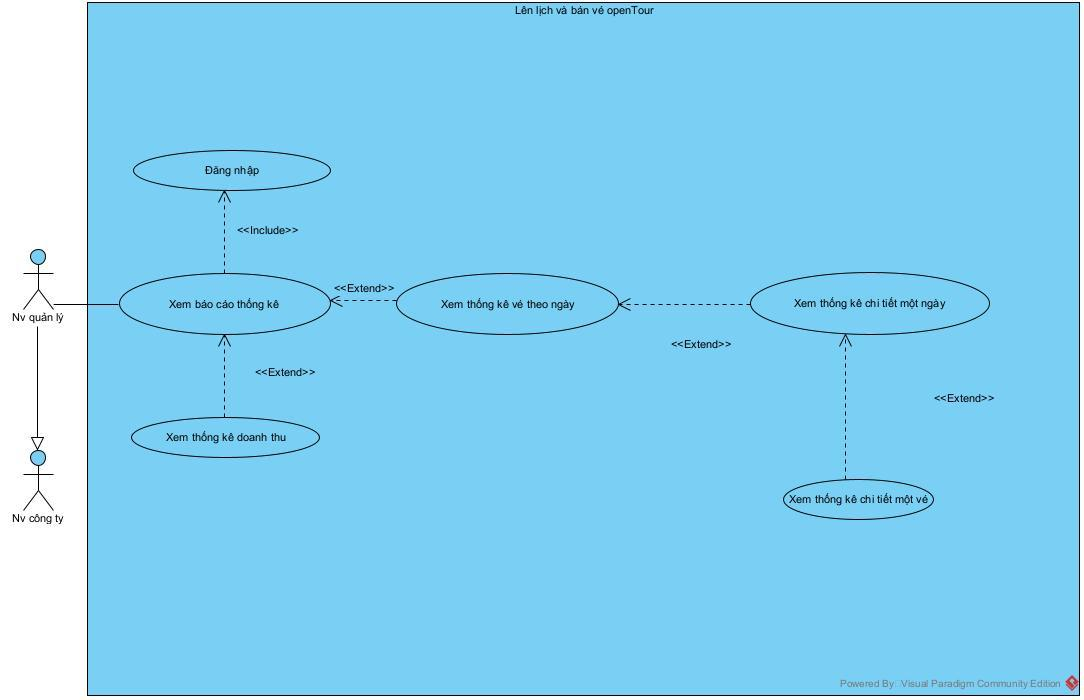 Lên lịch và bán vé openTour
Đăng nhập
<<Include>>
Xem báo cáo thống kê
<<Extend>>
Xem thống kê vé theo ngày
<<Extend>>
Xem thống kê chi tiết một ngày
Nv quản lý
<<Extend>>
<<Extend>>
Xem thống kê doanh thu
Xem thống kê chi tiết một vé
Nv công ty
Powered By Visual Paradigm Community Edition